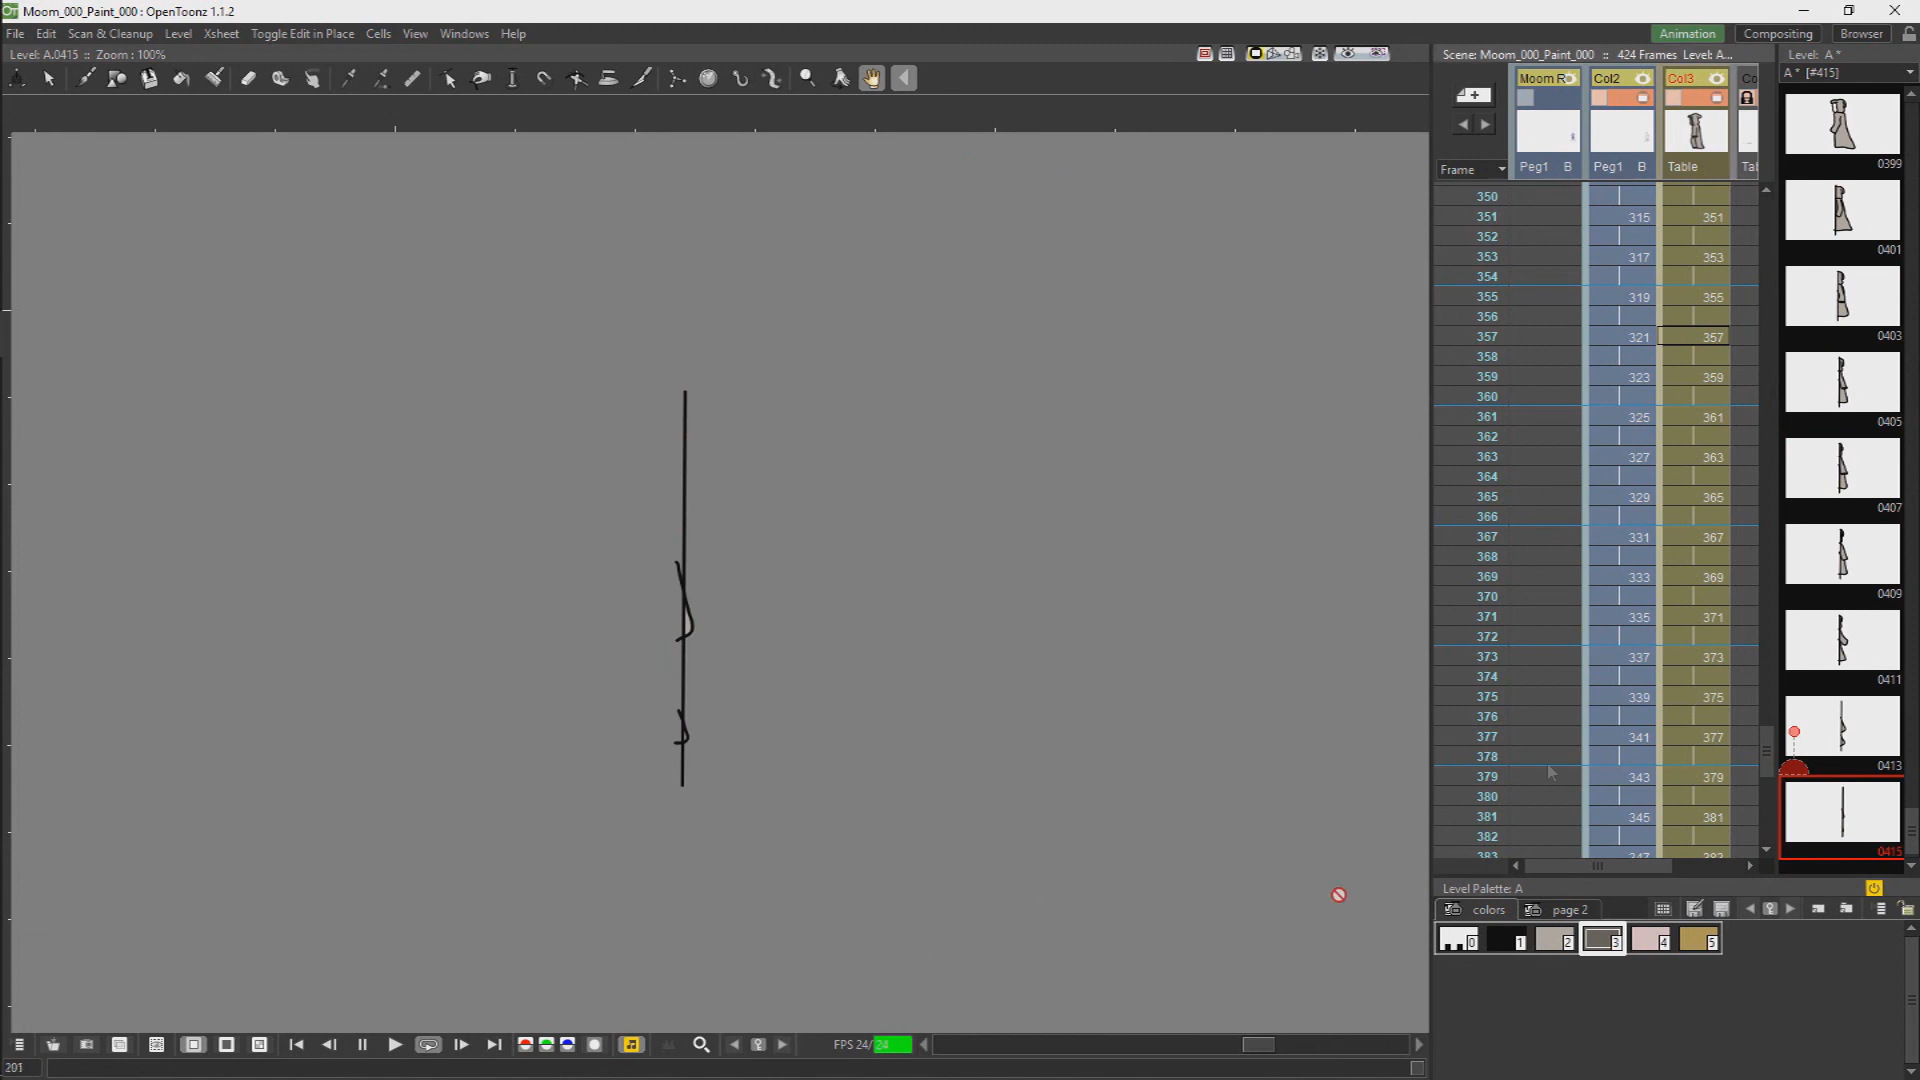 Moom_000_Paint_000 : OpenToonz 1.1.2
File Edit Scan & Cleanup Level Xsheet Toggle Edit in Place Cells View Windows Help
Animation Compositing Browser
Level: A.0415 :: Zoom : 100%
Scene: Moom_000_Paint_000 :: 424 Frames Level: A...
Level: A *
A * [#415]
Moom R Col2 Col3 Co
Peg1 B Peg1 B Table Tab
Frame
350
351 315 351
352
353 317 353
354
355 319 355
356
357 321 357
358
359 323 359
360
361 325 361
362
363 327 363
364
365 329 365
366
367 331 367
368
369 333 369
370
371 335 371
372
373 337 373
374
375 339 375
376
377 341 377
378
379 343 379
380
381 345 381
382
383 347 383
0399
0401
0403
0405
0407
0409
0411
0413
0415
Level Palette: A
colors page 2
0 1 2 3 4 5
FPS 24/24
201